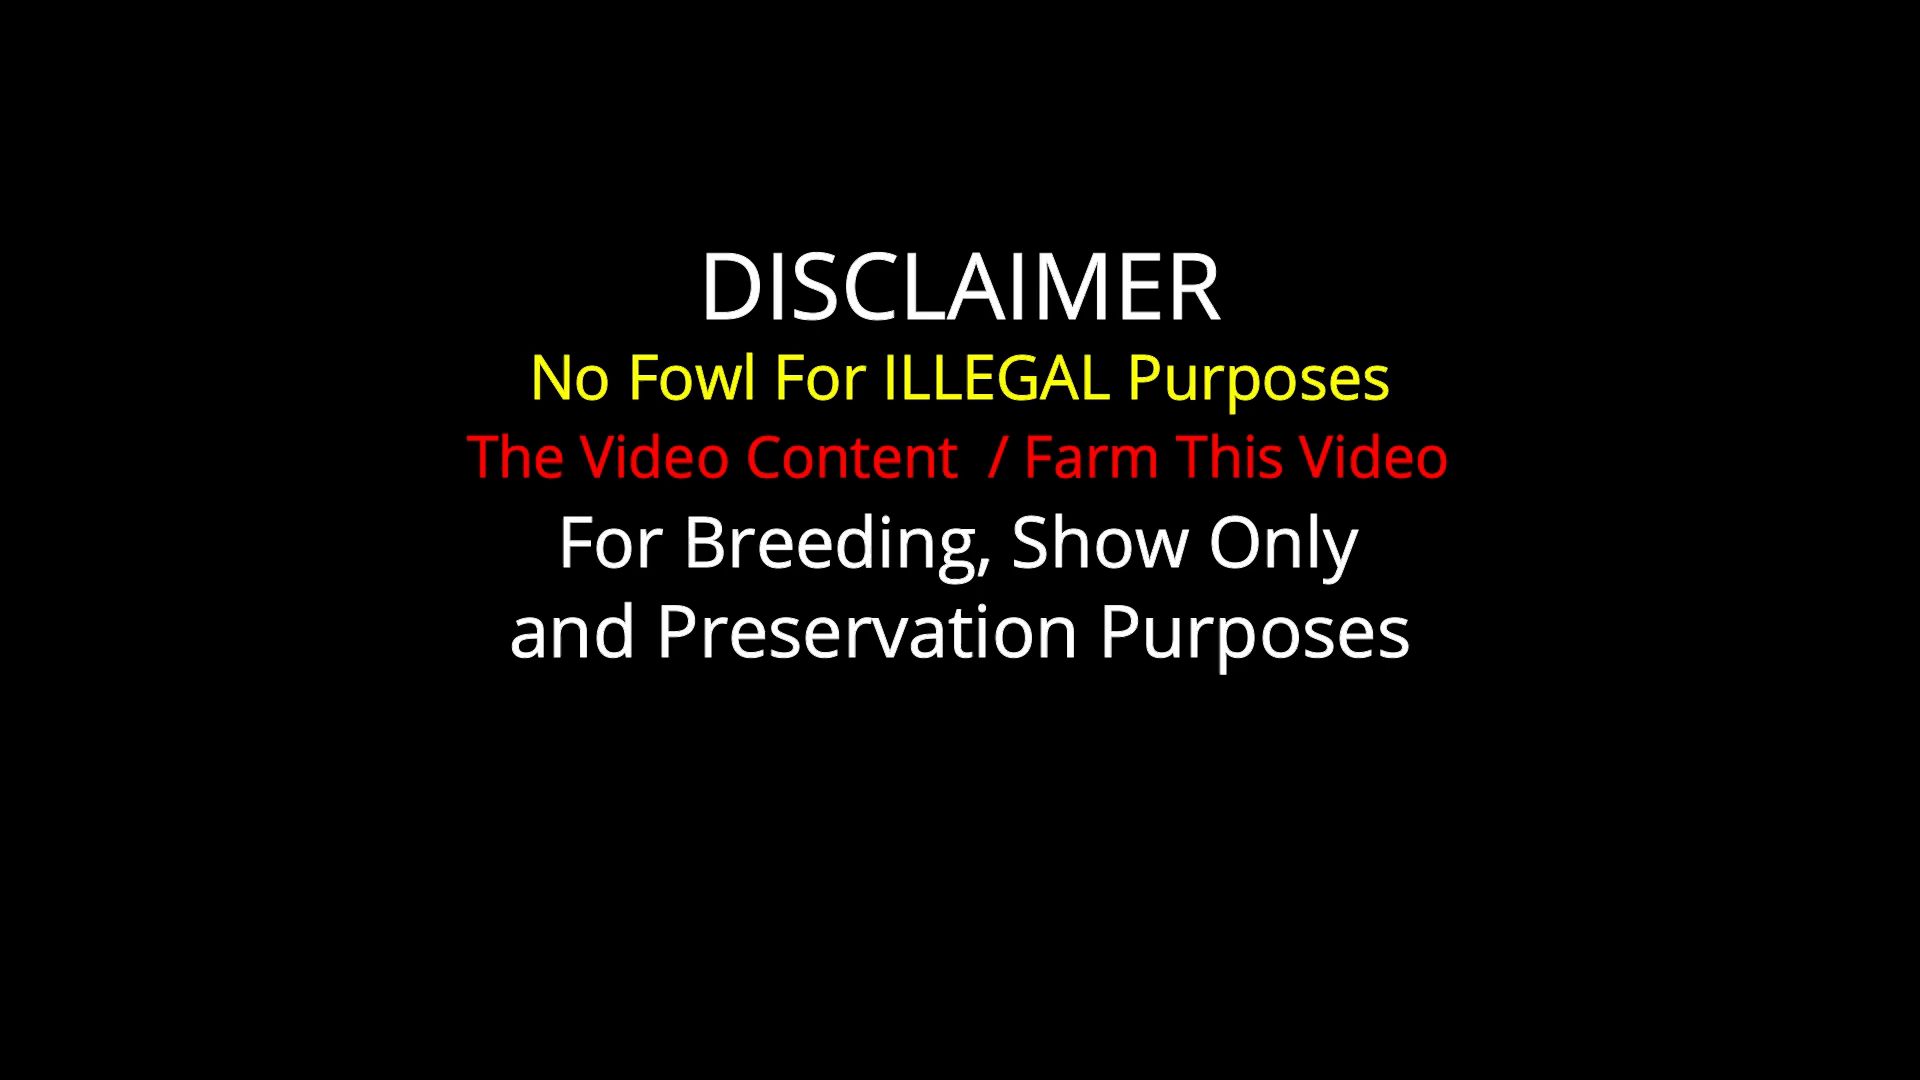 DISCLAIMER
No Fowl For ILLEGAL Purposes
The Video Content  / Farm This Video
For Breeding, Show Only
and Preservation Purposes